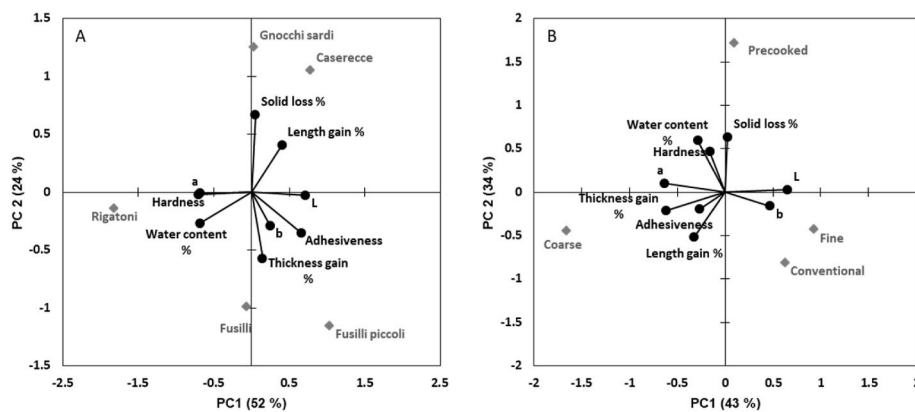 A
1.5
1
0.5
0
-0.5
-1
-1.5
PC 2 (24 %)
Gnocchi sardi
Caserecce
Solid loss %
Length gain %
a
Hardness
L
Rigatoni
Water content
%
b
Adhesiveness
Thickness gain
%
Fusilli
Fusilli piccoli
-2.5
-1.5
-0.5
0.5
1.5
2.5
PC1 (52 %)
B
2
1.5
1
0.5
0
-0.5
-1
-1.5
-2
PC 2 (34 %)
Precooked
Water content
%
Solid loss %
Hardness
a
L
Thickness gain
%
b
Adhesiveness
Coarse
Fine
Length gain %
Conventional
-2
-1.5
-1
-0.5
0
0.5
1
1.5
PC1 (43 %)